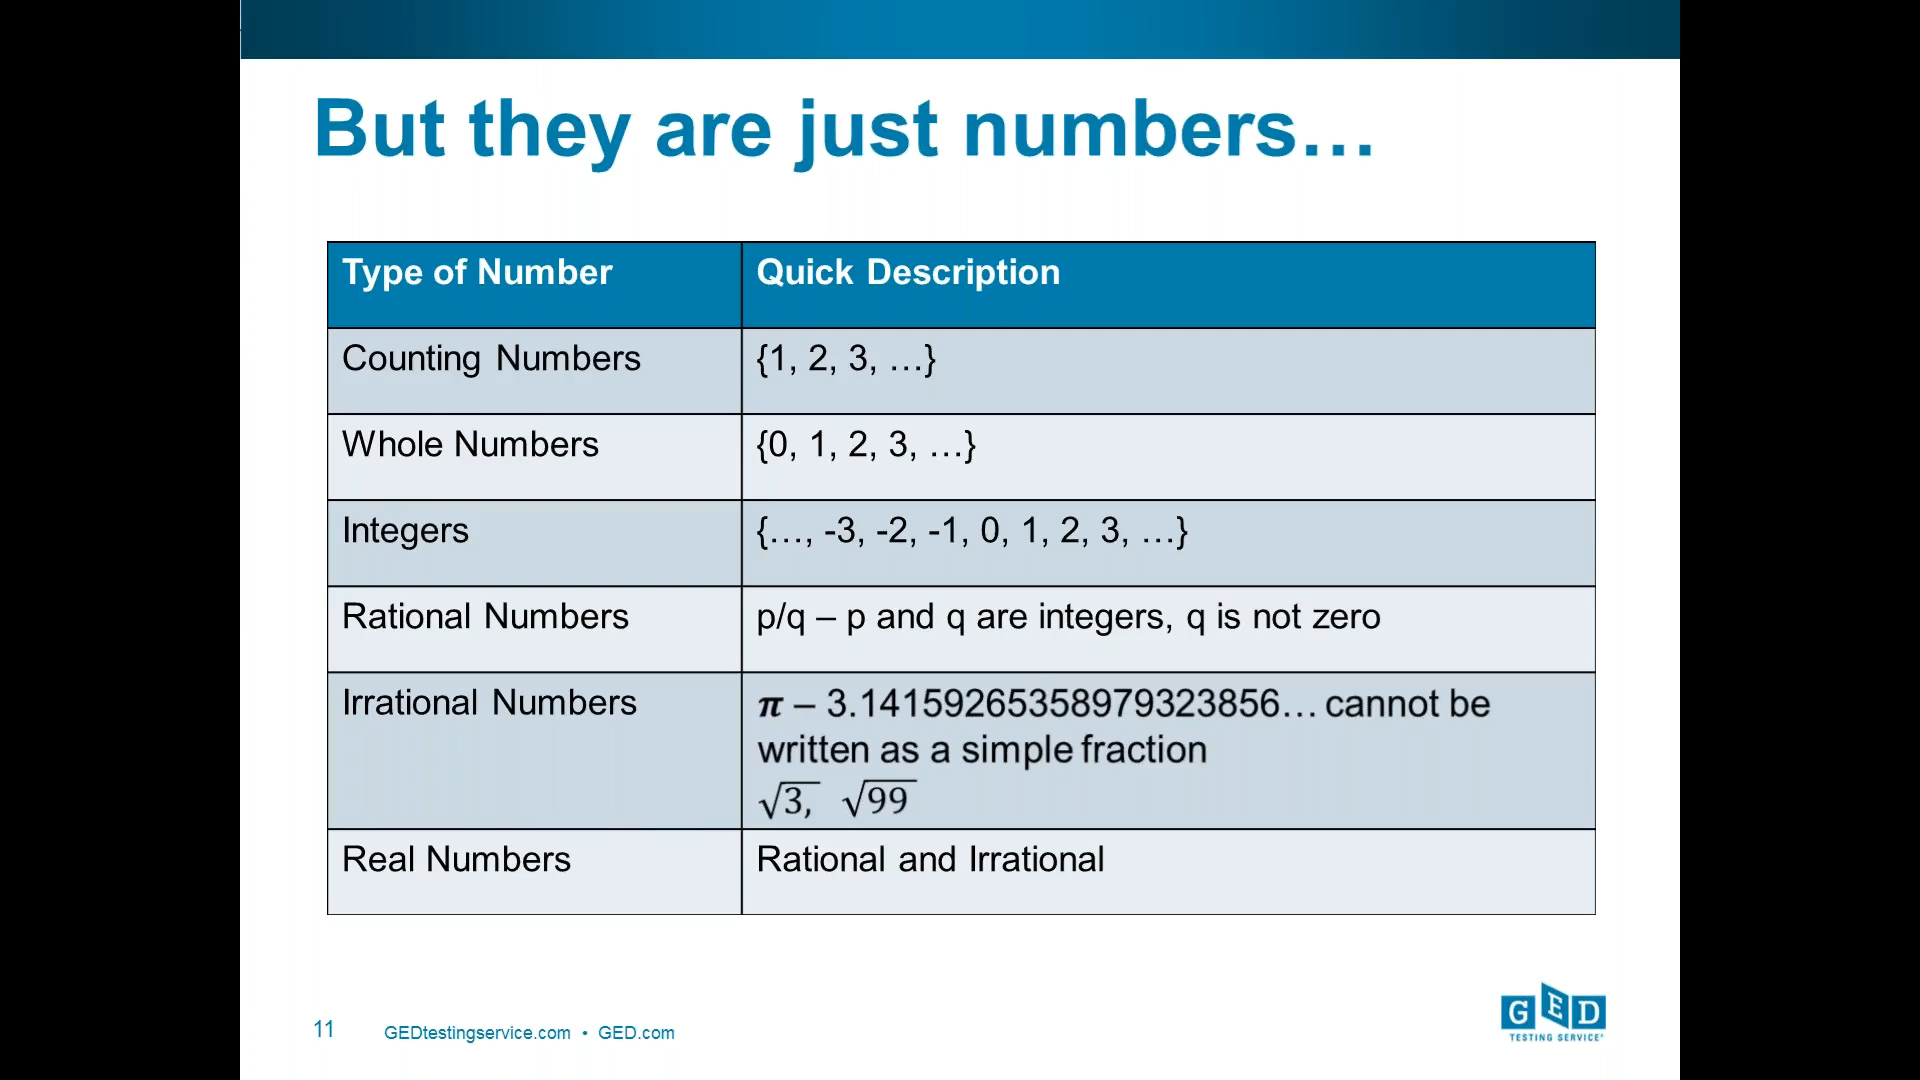 But they are just numbers…
Type of Number Quick Description
Counting Numbers {1, 2, 3, …}
Whole Numbers {0, 1, 2, 3, …}
Integers {…, -3, -2, -1, 0, 1, 2, 3, …}
Rational Numbers p/q – p and q are integers, q is not zero
Irrational Numbers π – 3.14159265358979323856… cannot be
written as a simple fraction
√3, √99
Real Numbers Rational and Irrational
11 GEDtestingservice.com • GED.com
GED
TESTING SERVICE®